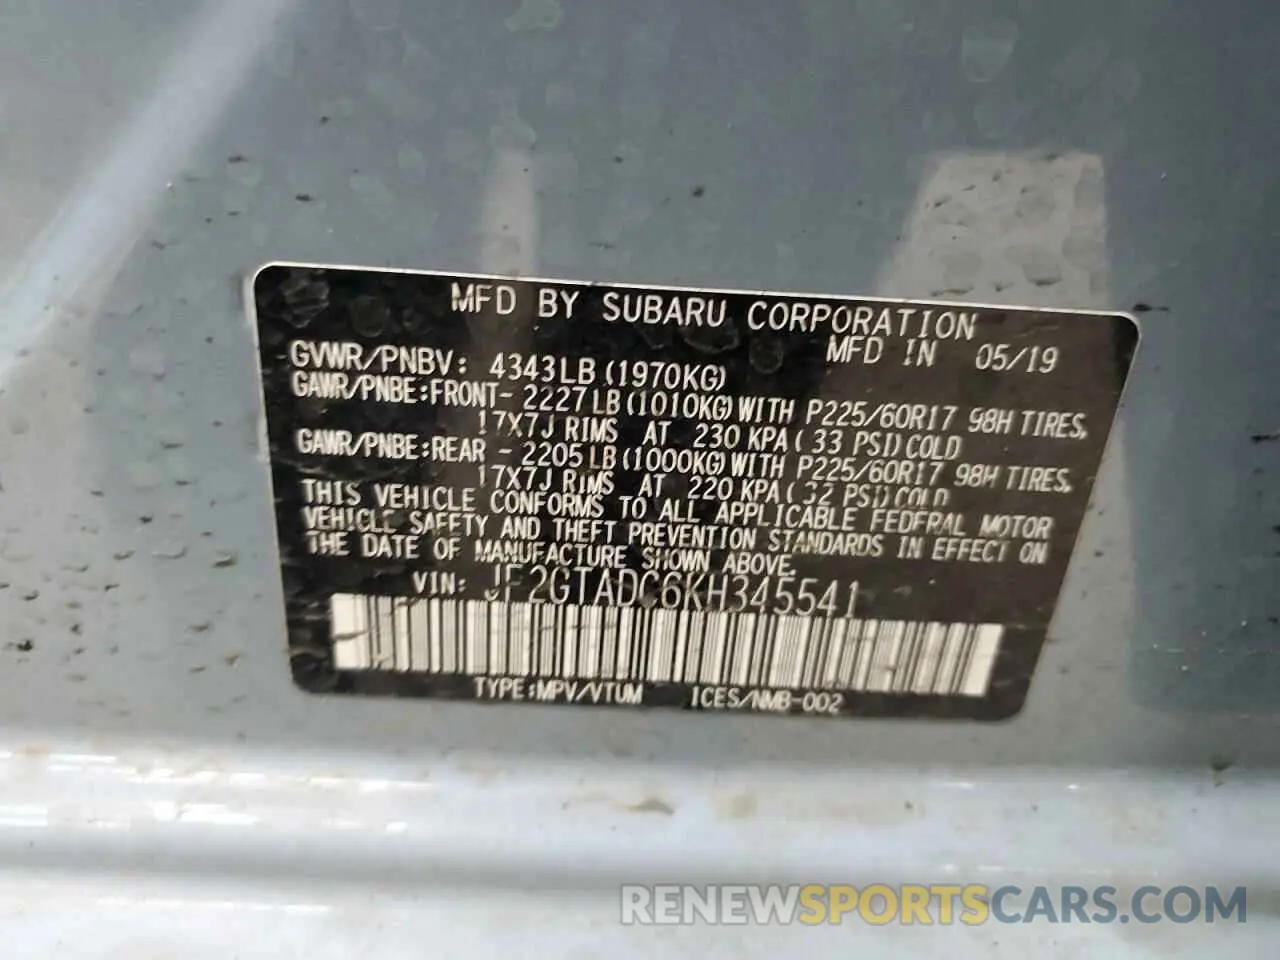 MFD BY SUBARU CORPORATION
MFD IN 05/19
GVWR/PNBV: 4343LB (1970KG)
GAWR/PNBE:FRONT- 2227LB(1010KG)WITH P225/60R17 98H TIRES,
17X7J RIMS AT 230 KPA( 33 PSI)COLD
GAWR/PNBE:REAR - 2205LB(1000KG)WITH P225/60R17 98H TIRES,
17X7J RIMS AT 220 KPA( 32 PSI)COLD
THIS VEHICLE CONFORMS TO ALL APPLICABLE FEDERAL MOTOR
VEHICLE SAFETY AND THEFT PREVENTION STANDARDS IN EFFECT ON
THE DATE OF MANUFACTURE SHOWN ABOVE.
VIN: JF2GTADC6KH345541
TYPE:MPV/VTUM ICES/NMB-002
RENEWSPORTSCARS.COM